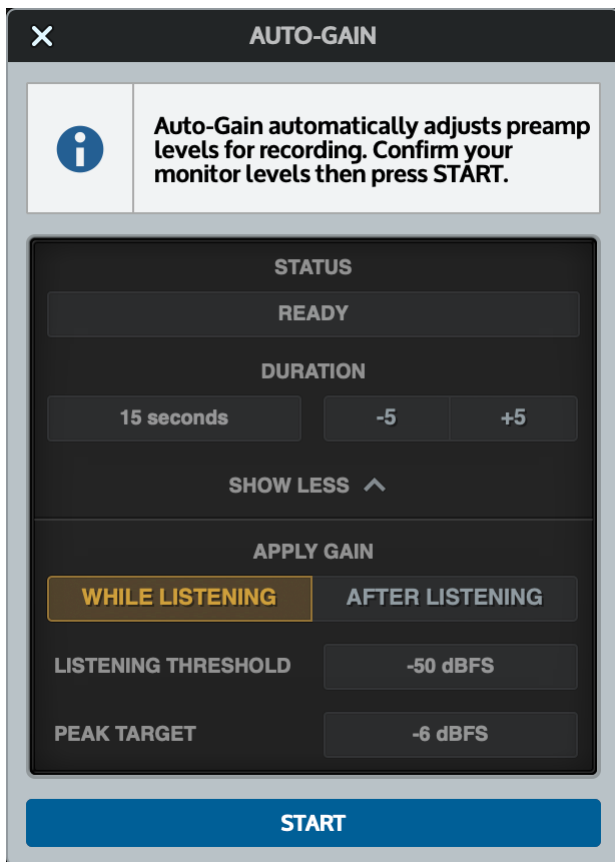 AUTO-GAIN
Auto-Gain automatically adjusts preamp
levels for recording. Confirm your
monitor levels then press START.
STATUS
READY
DURATION
15 seconds -5 +5
SHOW LESS
APPLY GAIN
WHILE LISTENING AFTER LISTENING
LISTENING THRESHOLD -50 dBFS
PEAK TARGET -6 dBFS
START